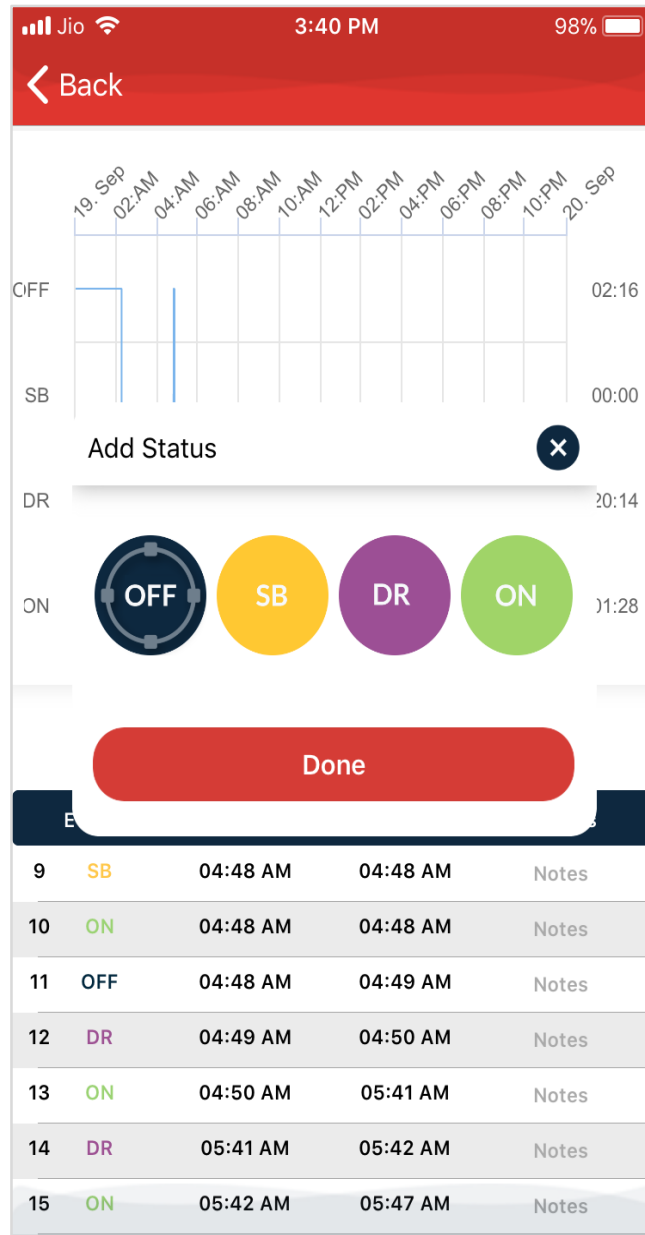 Jio 3:40 PM 98%
Back
19. Sep 02:AM 04:AM 06:AM 08:AM 10:AM 12:PM 02:PM 04:PM 06:PM 08:PM 10:PM 20. Sep
OFF 02:16
SB 00:00
Add Status
DR 20:14
OFF SB DR ON
ON 01:28
Done
9 SB 04:48 AM 04:48 AM Notes
10 ON 04:48 AM 04:48 AM Notes
11 OFF 04:48 AM 04:49 AM Notes
12 DR 04:49 AM 04:50 AM Notes
13 ON 04:50 AM 05:41 AM Notes
14 DR 05:41 AM 05:42 AM Notes
15 ON 05:42 AM 05:47 AM Notes